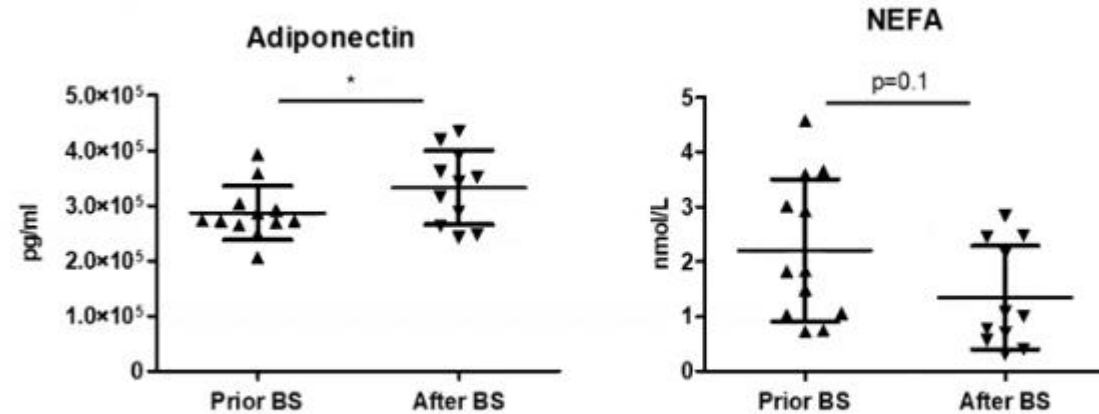 Adiponectin
*
5.0×10⁵
4.0×10⁵
3.0×10⁵
2.0×10⁵
1.0×10⁵
0
pg/ml
Prior BS
After BS
NEFA
p=0.1
5
4
3
2
1
0
nmol/L
Prior BS
After BS